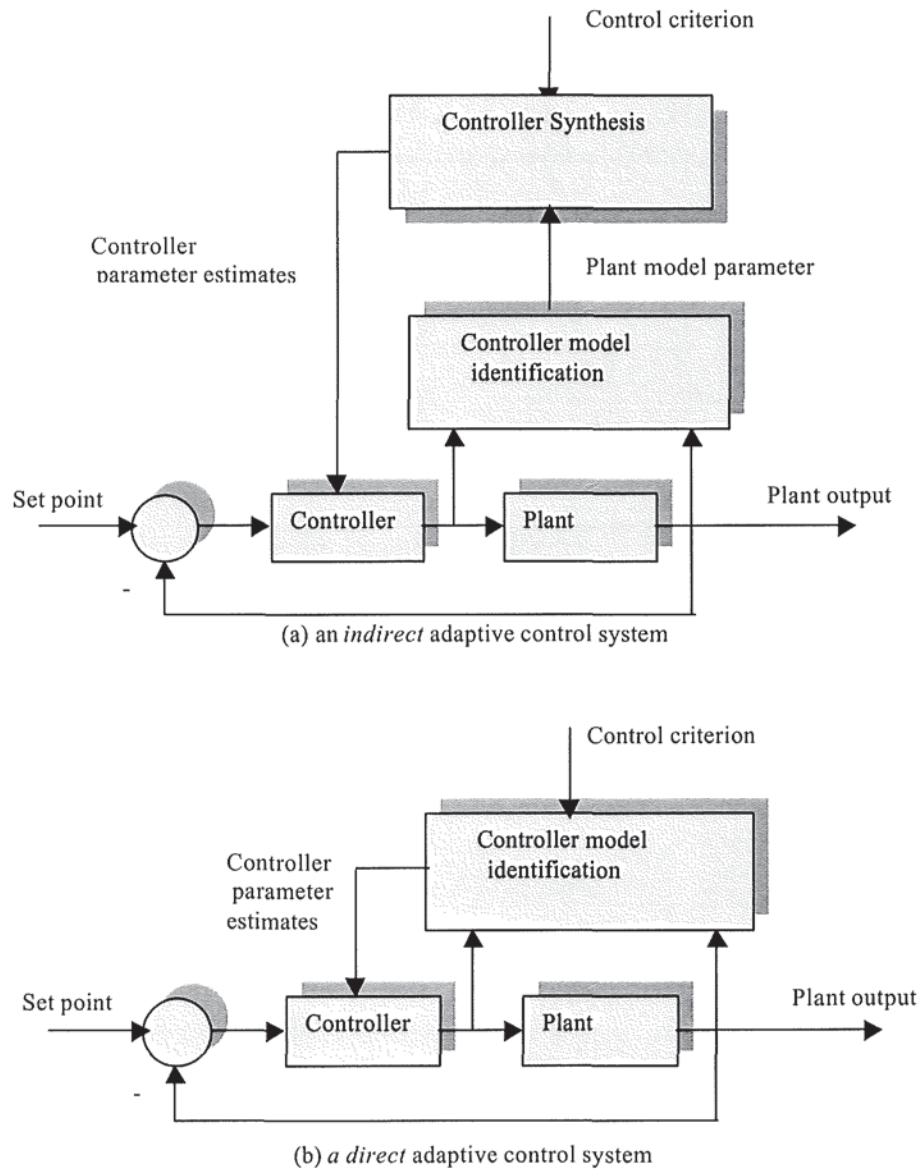 Control criterion
Controller Synthesis
Controller
parameter estimates
Plant model parameter
Controller model
identification
Set point
Controller
Plant
Plant output
-
(a) an indirect adaptive control system
Control criterion
Controller model
identification
Controller
parameter
estimates
Set point
Controller
Plant
Plant output
-
(b) a direct adaptive control system